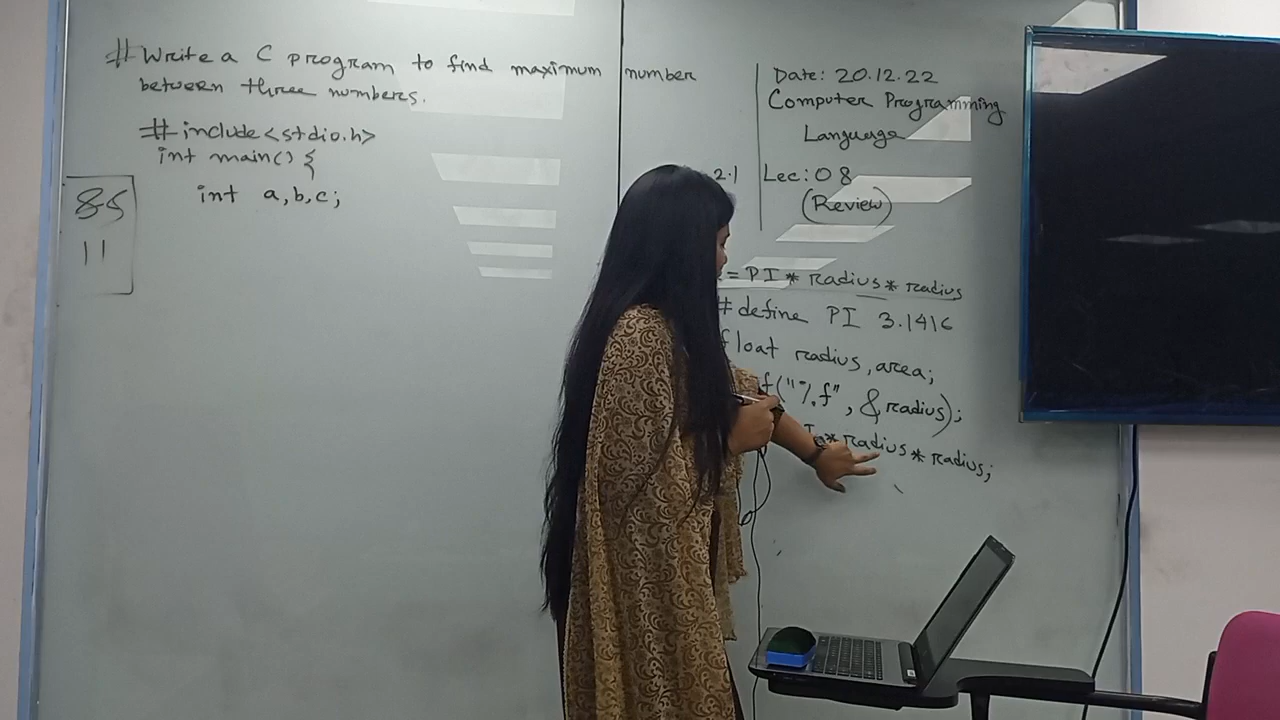 # Write a C program to find maximum number
between three numbers.
# include<stdio.h>
int main() {
int a,b,c;
85
11
Date: 20.12.22
Computer Programming
Language
2.1
Lec: 08
(Review)
= PI * radius * radius
# define PI 3.1416
float radius, area;
f("%f", &radius);
* radius * radius;